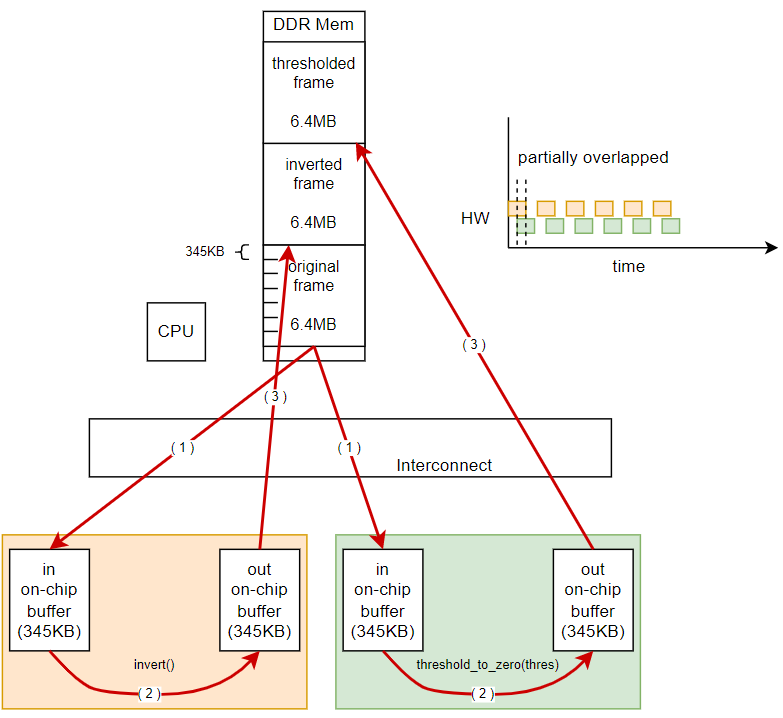 DDR Mem
thresholded
frame
6.4MB
inverted
frame
6.4MB
345KB
original
frame
6.4MB
CPU
partially overlapped
HW
time
( 3 )
( 3 )
( 1 )
( 1 )
Interconnect
in
on-chip
buffer
(345KB)
out
on-chip
buffer
(345KB)
invert()
( 2 )
in
on-chip
buffer
(345KB)
out
on-chip
buffer
(345KB)
threshold_to_zero(thres)
( 2 )